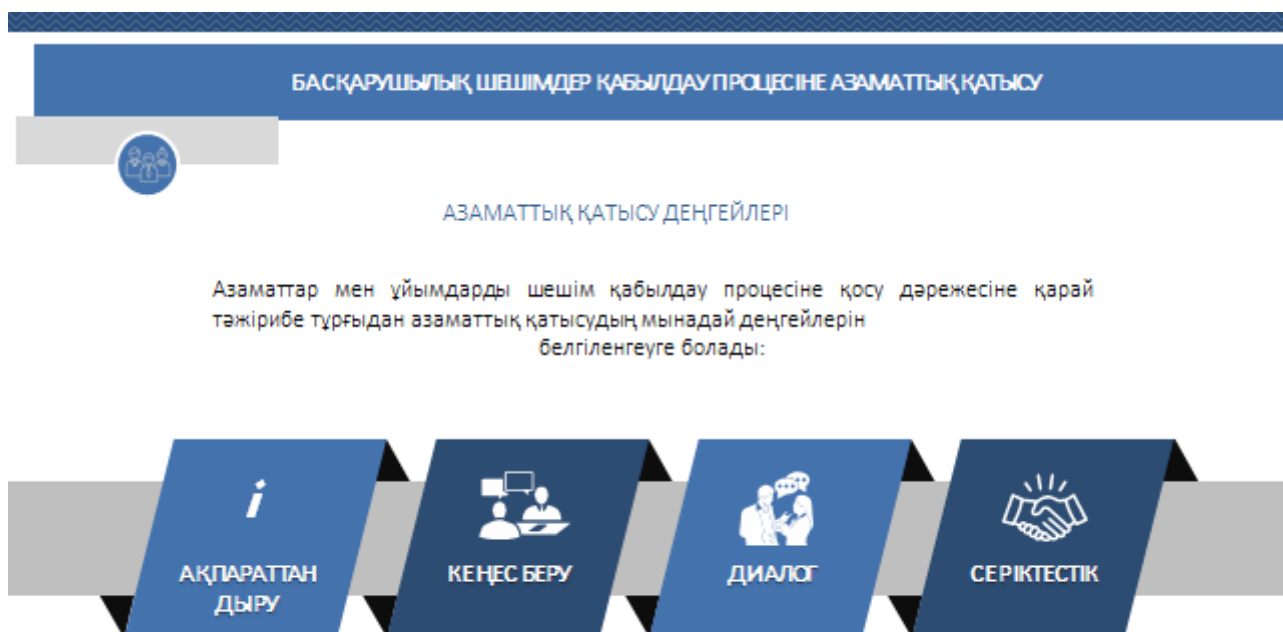 БАСҚАРУШЫЛЫҚ ШЕШІМДЕР ҚАБЫЛДАУ ПРОЦЕСІНЕ АЗАМАТТЫҚ ҚАТЫСУ
АЗАМАТТЫҚ ҚАТЫСУ ДЕҢГЕЙЛЕРІ
Азаматтар мен ұйымдарды шешім қабылдау процесіне қосу дәрежесіне қарай
тәжірибе тұрғыдан азаматтық қатысудың мынадай деңгейлерін
белгіленгеуге болады:
i
АҚПАРАТТАН
ДЫРУ
КЕҢЕС БЕРУ
ДИАЛОГ
СЕРІКТЕСТІК